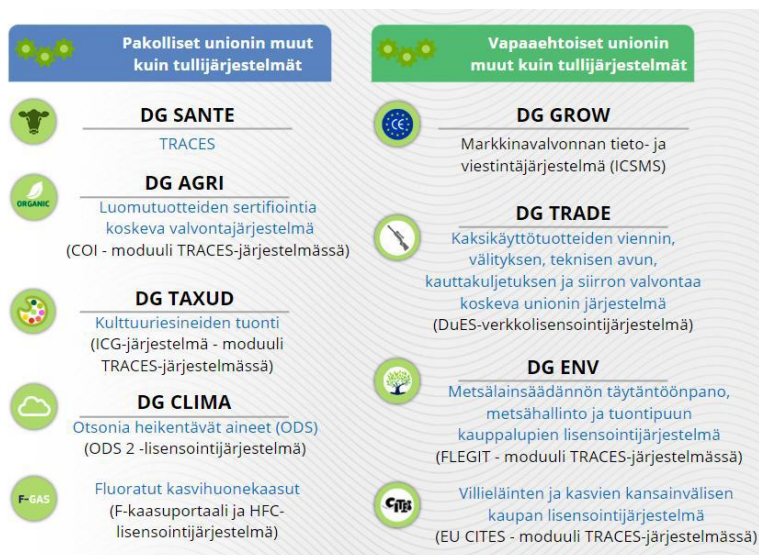 Pakolliset unionin muut
kuin tullijärjestelmät
DG SANTE
TRACES
ORGANIC
DG AGRI
Luomutuotteiden sertifiointia
koskeva valvontajärjestelmä
(COI - moduuli TRACES-järjestelmässä)
DG TAXUD
Kulttuuriesineiden tuonti
(ICG-järjestelmä - moduuli
TRACES-järjestelmässä)
DG CLIMA
Otsonia heikentävät aineet (ODS)
(ODS 2 -lisensointijärjestelmä)
F-GAS
Fluoratut kasvihuonekaasut
(F-kaasuportaali ja HFC-
lisensointijärjestelmä)
Vapaaehtoiset unionin
muut kuin tullijärjestelmät
CE
DG GROW
Markkinavalvonnan tieto- ja
viestintäjärjestelmä (ICSMS)
DG TRADE
Kaksikäyttötuotteiden viennin,
välityksen, teknisen avun,
kauttakuljetuksen ja siirron valvontaa
koskeva unionin järjestelmä
(DuES-verkkolisensointijärjestelmä)
DG ENV
Metsälainsäädännön täytäntöönpano,
metsähallinto ja tuontipuun
kauppalupien lisensointijärjestelmä
(FLEGIT - moduuli TRACES-järjestelmässä)
CITES
Villieläinten ja kasvien kansainvälisen
kaupan lisensointijärjestelmä
(EU CITES - moduuli TRACES-järjestelmässä)